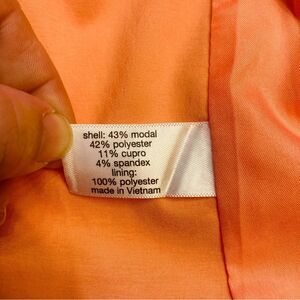 shell: 43% modal
42% polyester
11% cupro
4% spandex
lining:
100% polyester
made in Vietnam